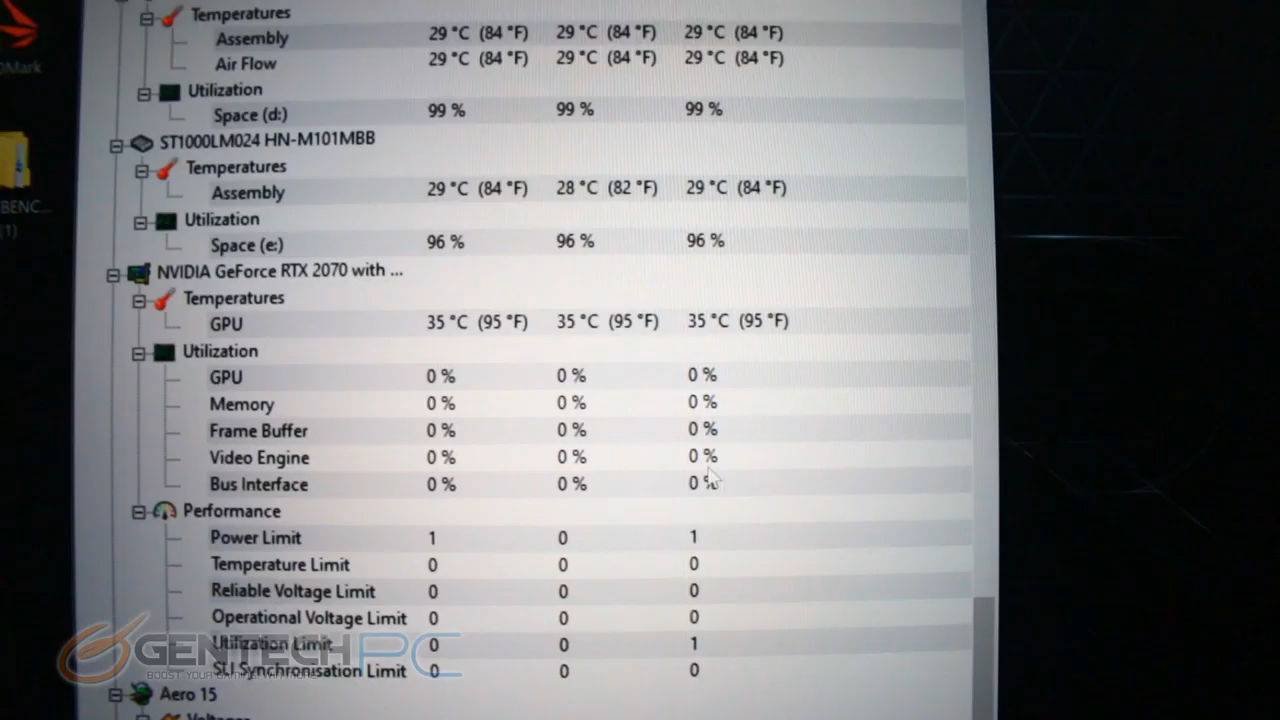 Temperatures
Assembly 29 °C (84 °F) 29 °C (84 °F) 29 °C (84 °F)
Air Flow 29 °C (84 °F) 29 °C (84 °F) 29 °C (84 °F)
Utilization
Space (d:) 99 % 99 % 99 %
ST1000LM024 HN-M101MBB
Temperatures
Assembly 29 °C (84 °F) 28 °C (82 °F) 29 °C (84 °F)
Utilization
Space (e:) 96 % 96 % 96 %
NVIDIA GeForce RTX 2070 with ...
Temperatures
GPU 35 °C (95 °F) 35 °C (95 °F) 35 °C (95 °F)
Utilization
GPU 0 % 0 % 0 %
Memory 0 % 0 % 0 %
Frame Buffer 0 % 0 % 0 %
Video Engine 0 % 0 % 0 %
Bus Interface 0 % 0 % 0 %
Performance
Power Limit 1 0 1
Temperature Limit 0 0 0
Reliable Voltage Limit 0 0 0
Operational Voltage Limit 0 0 0
Utilization Limit 0 0 1
SLI Synchronisation Limit 0 0 0
Aero 15
Voltages
GENTECH PC
BENC...
(1)